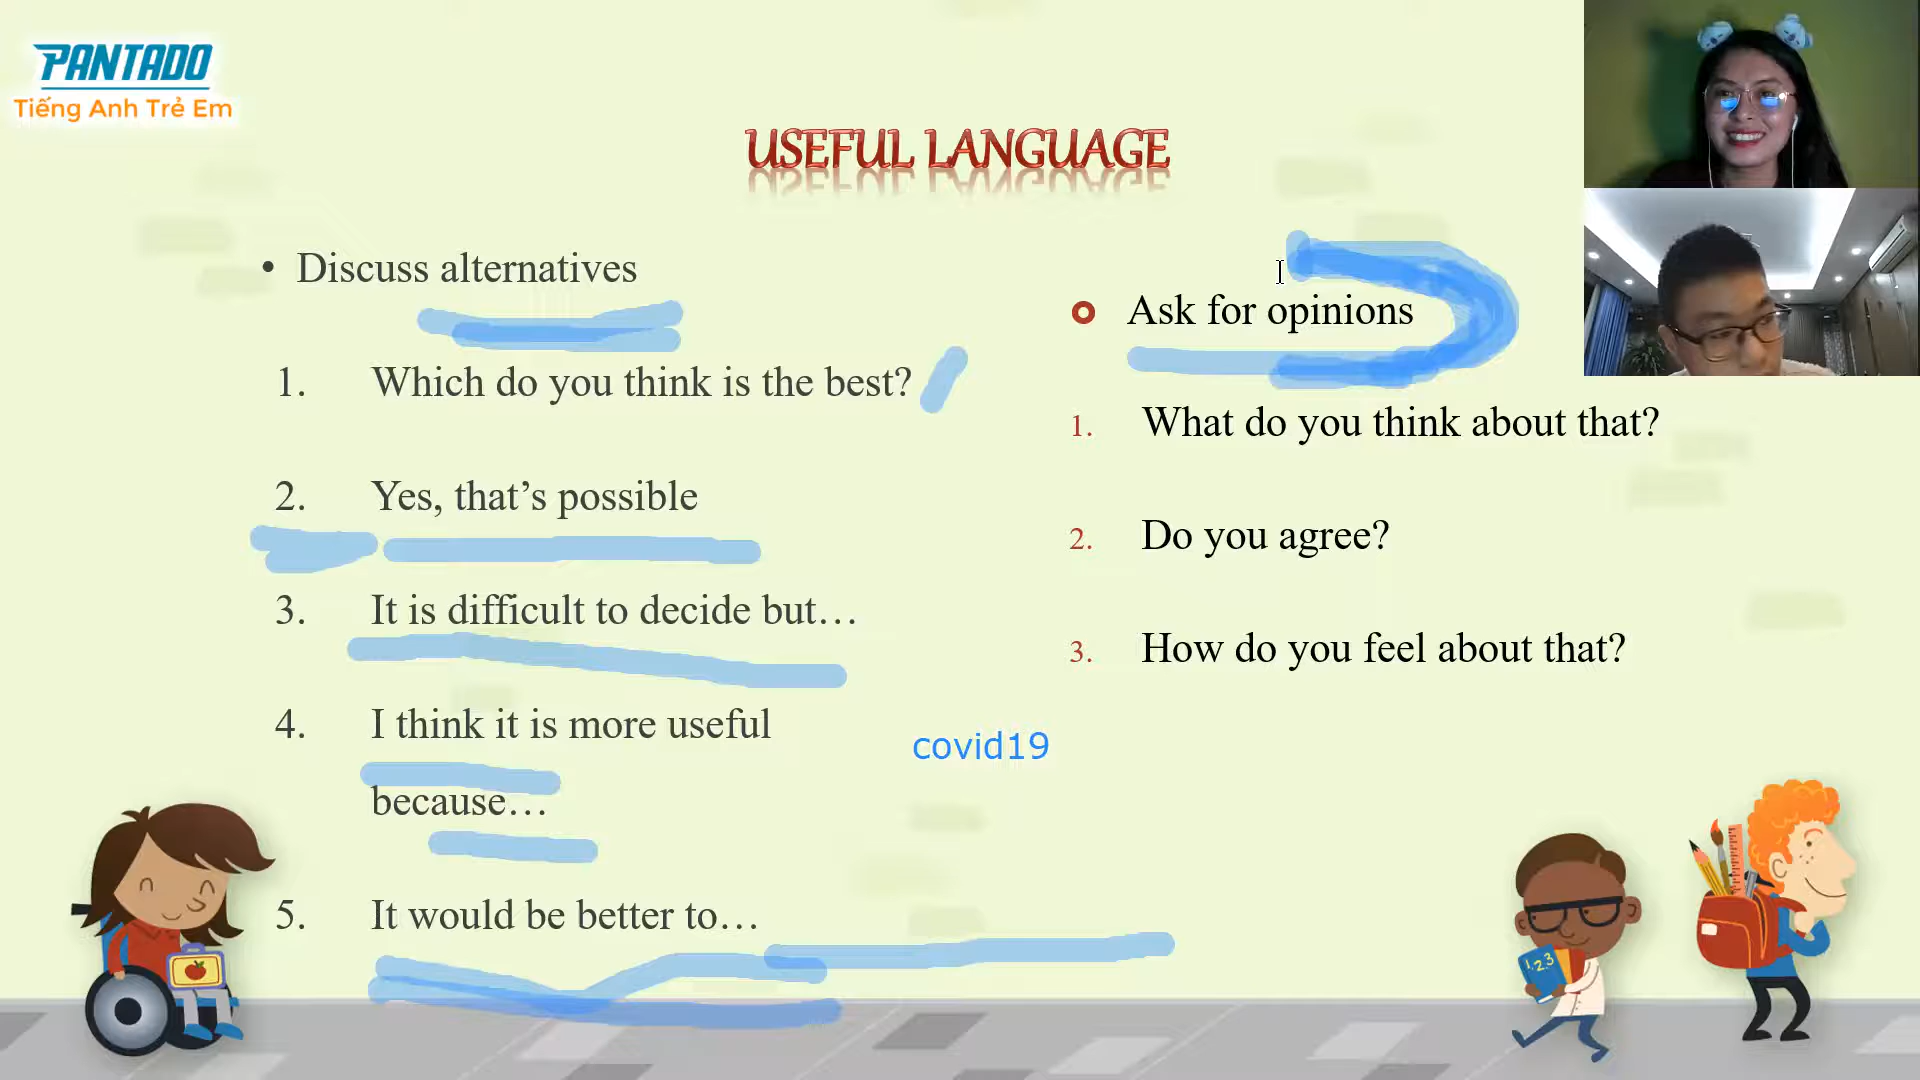 PANTADO
Tiếng Anh Trẻ Em
USEFUL LANGUAGE
• Discuss alternatives
1. Which do you think is the best?
2. Yes, that’s possible
3. It is difficult to decide but…
4. I think it is more useful
because…
5. It would be better to…
Ask for opinions
1. What do you think about that?
2. Do you agree?
3. How do you feel about that?
covid19
1.2.3